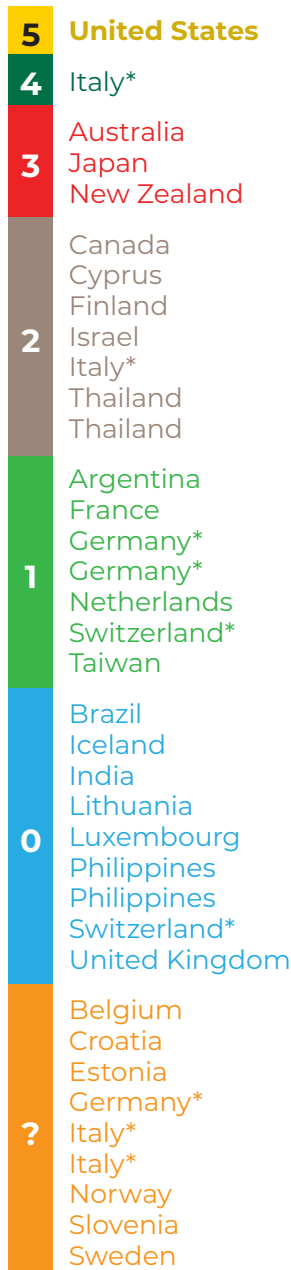 5 United States
4 Italy*
Australia
3 Japan
New Zealand
Canada
Cyprus
Finland
2 Israel
Italy*
Thailand
Thailand
Argentina
France
Germany*
1 Germany*
Netherlands
Switzerland*
Taiwan
Brazil
Iceland
India
Lithuania
0 Luxembourg
Philippines
Philippines
Switzerland*
United Kingdom
Belgium
Croatia
Estonia
Germany*
? Italy*
Italy*
Norway
Slovenia
Sweden